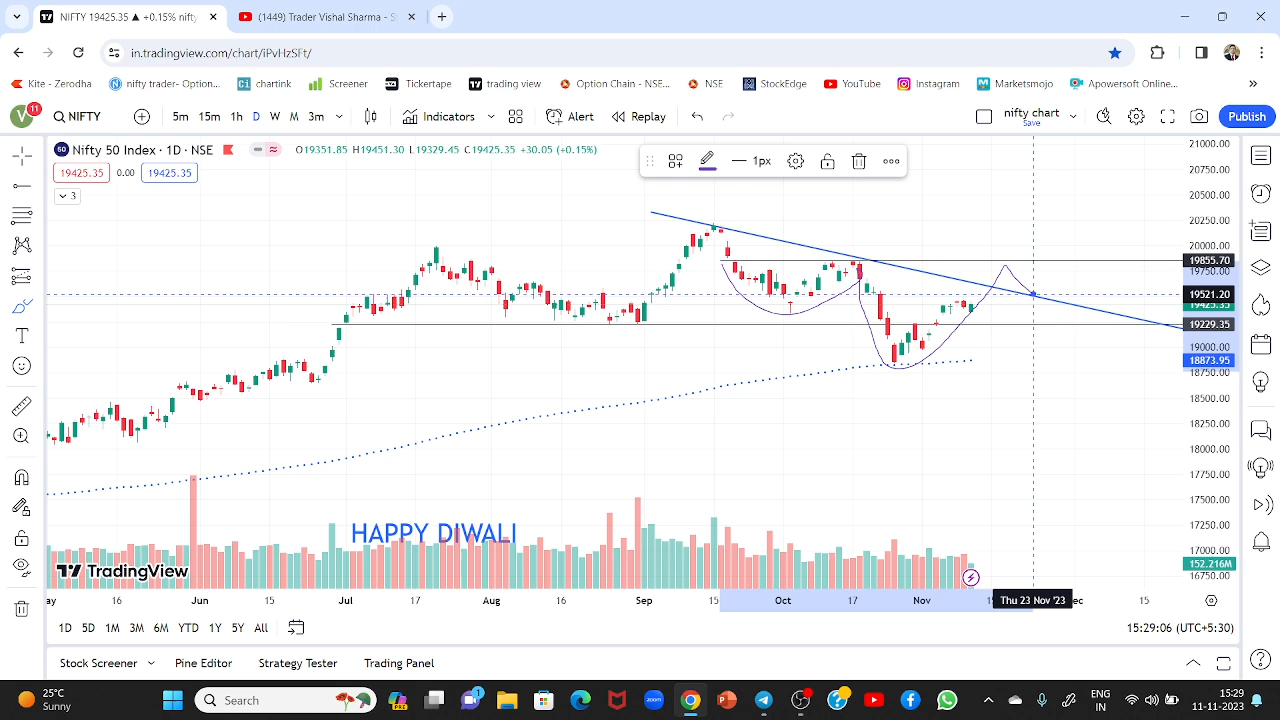 NIFTY 19425.35 ▲ +0.15% nifty
(1449) Trader Vishal Sharma - S
in.tradingview.com/chart/iPvHzSFt/
Kite - Zerodha
nifty trader- Option...
chartink
Screener
Tickertape
trading view
Option Chain - NSE...
NSE
StockEdge
YouTube
Instagram
Marketsmojo
Apowersoft Online...
V 11
NIFTY
5m 15m 1h D W M 3m
Indicators
Alert
Replay
nifty chart
Save
Publish
Nifty 50 Index · 1D · NSE
O19351.85 H19451.30 L19329.45 C19425.35 +30.05 (+0.15%)
19425.35 0.00 19425.35
3
1px
21000.00
20750.00
20500.00
20250.00
20000.00
19855.70
19750.00
19521.20
19425.35
19229.35
19000.00
18873.95
18750.00
18500.00
18250.00
18000.00
17750.00
17500.00
17250.00
17000.00
152.216M
16750.00
HAPPY DIWALI
TradingView
ay 16 Jun 15 Jul 17 Aug 16 Sep 15 Oct 17 Nov Thu 23 Nov '23 ec 15
1D 5D 1M 3M 6M YTD 1Y 5Y All
15:29:06 (UTC+5:30)
Stock Screener
Pine Editor
Strategy Tester
Trading Panel
25°C
Sunny
Search
PRE
1
zoom
ENG
IN
15:29
11-11-2023